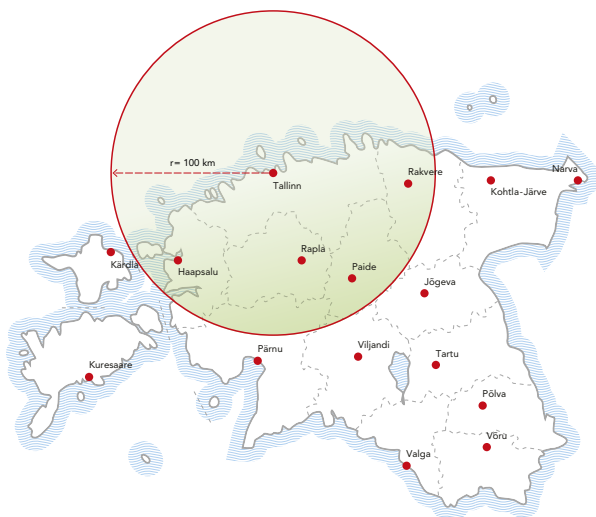 r= 100 km
Tallinn
Rakvere
Narva
Kohtla-Järve
Kärdla
Haapsalu
Rapla
Paide
Jõgeva
Pärnu
Viljandi
Tartu
Kuresaare
Põlva
Võru
Valga